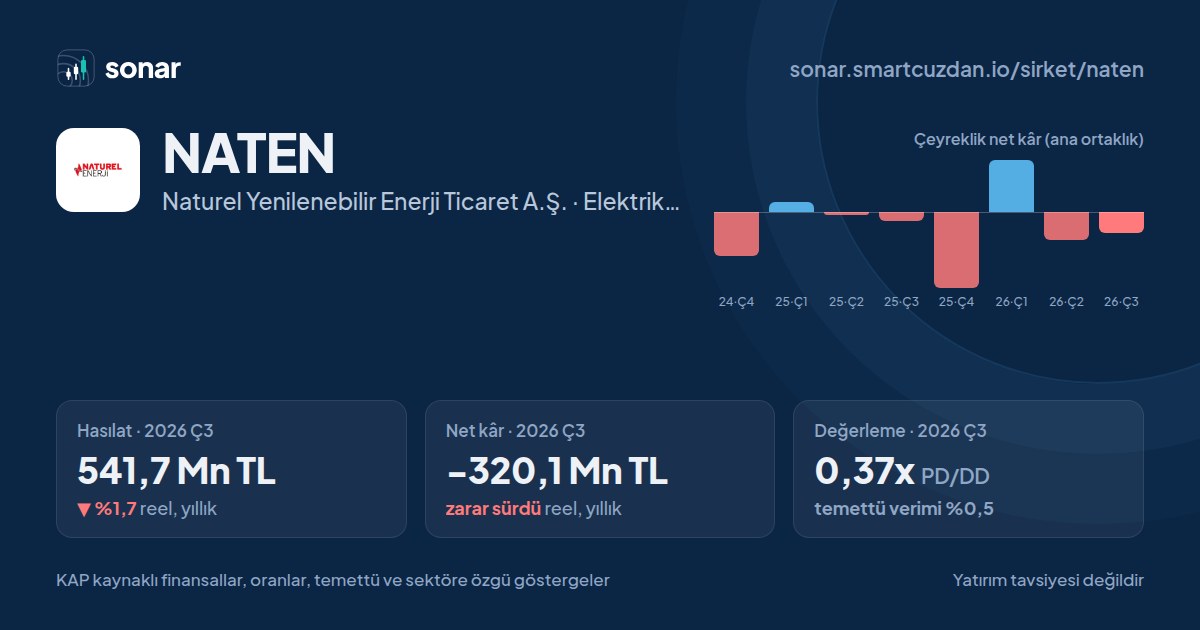 sonar
sonar.smartcuzdan.io/sirket/naten
NATUREL
ENERJİ
NATEN
Naturel Yenilenebilir Enerji Ticaret A.Ş. · Elektrik…
Çeyreklik net kâr (ana ortaklık)
24·Ç4 25·Ç1 25·Ç2 25·Ç3 25·Ç4 26·Ç1 26·Ç2 26·Ç3
Hasılat · 2026 Ç3
541,7 Mn TL
▼ %1,7 reel, yıllık
Net kâr · 2026 Ç3
−320,1 Mn TL
zarar sürdü reel, yıllık
Değerleme · 2026 Ç3
0,37x PD/DD
temettü verimi %0,5
KAP kaynaklı finansallar, oranlar, temettü ve sektöre özgü göstergeler
Yatırım tavsiyesi değildir